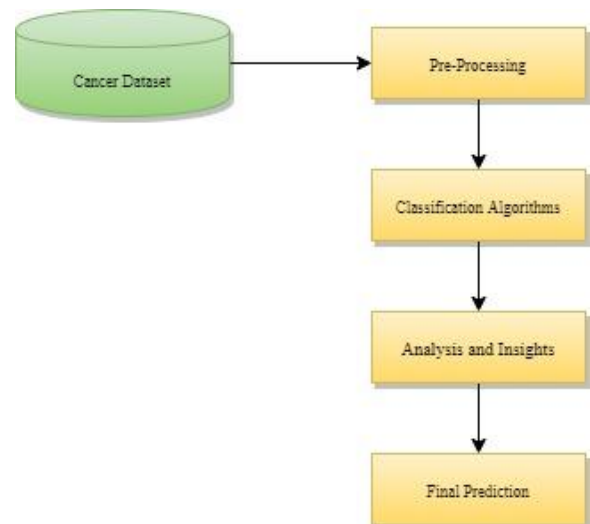 Cancer Dataset
Pre-Processing
Classification Algorithms
Analysis and Insights
Final Prediction